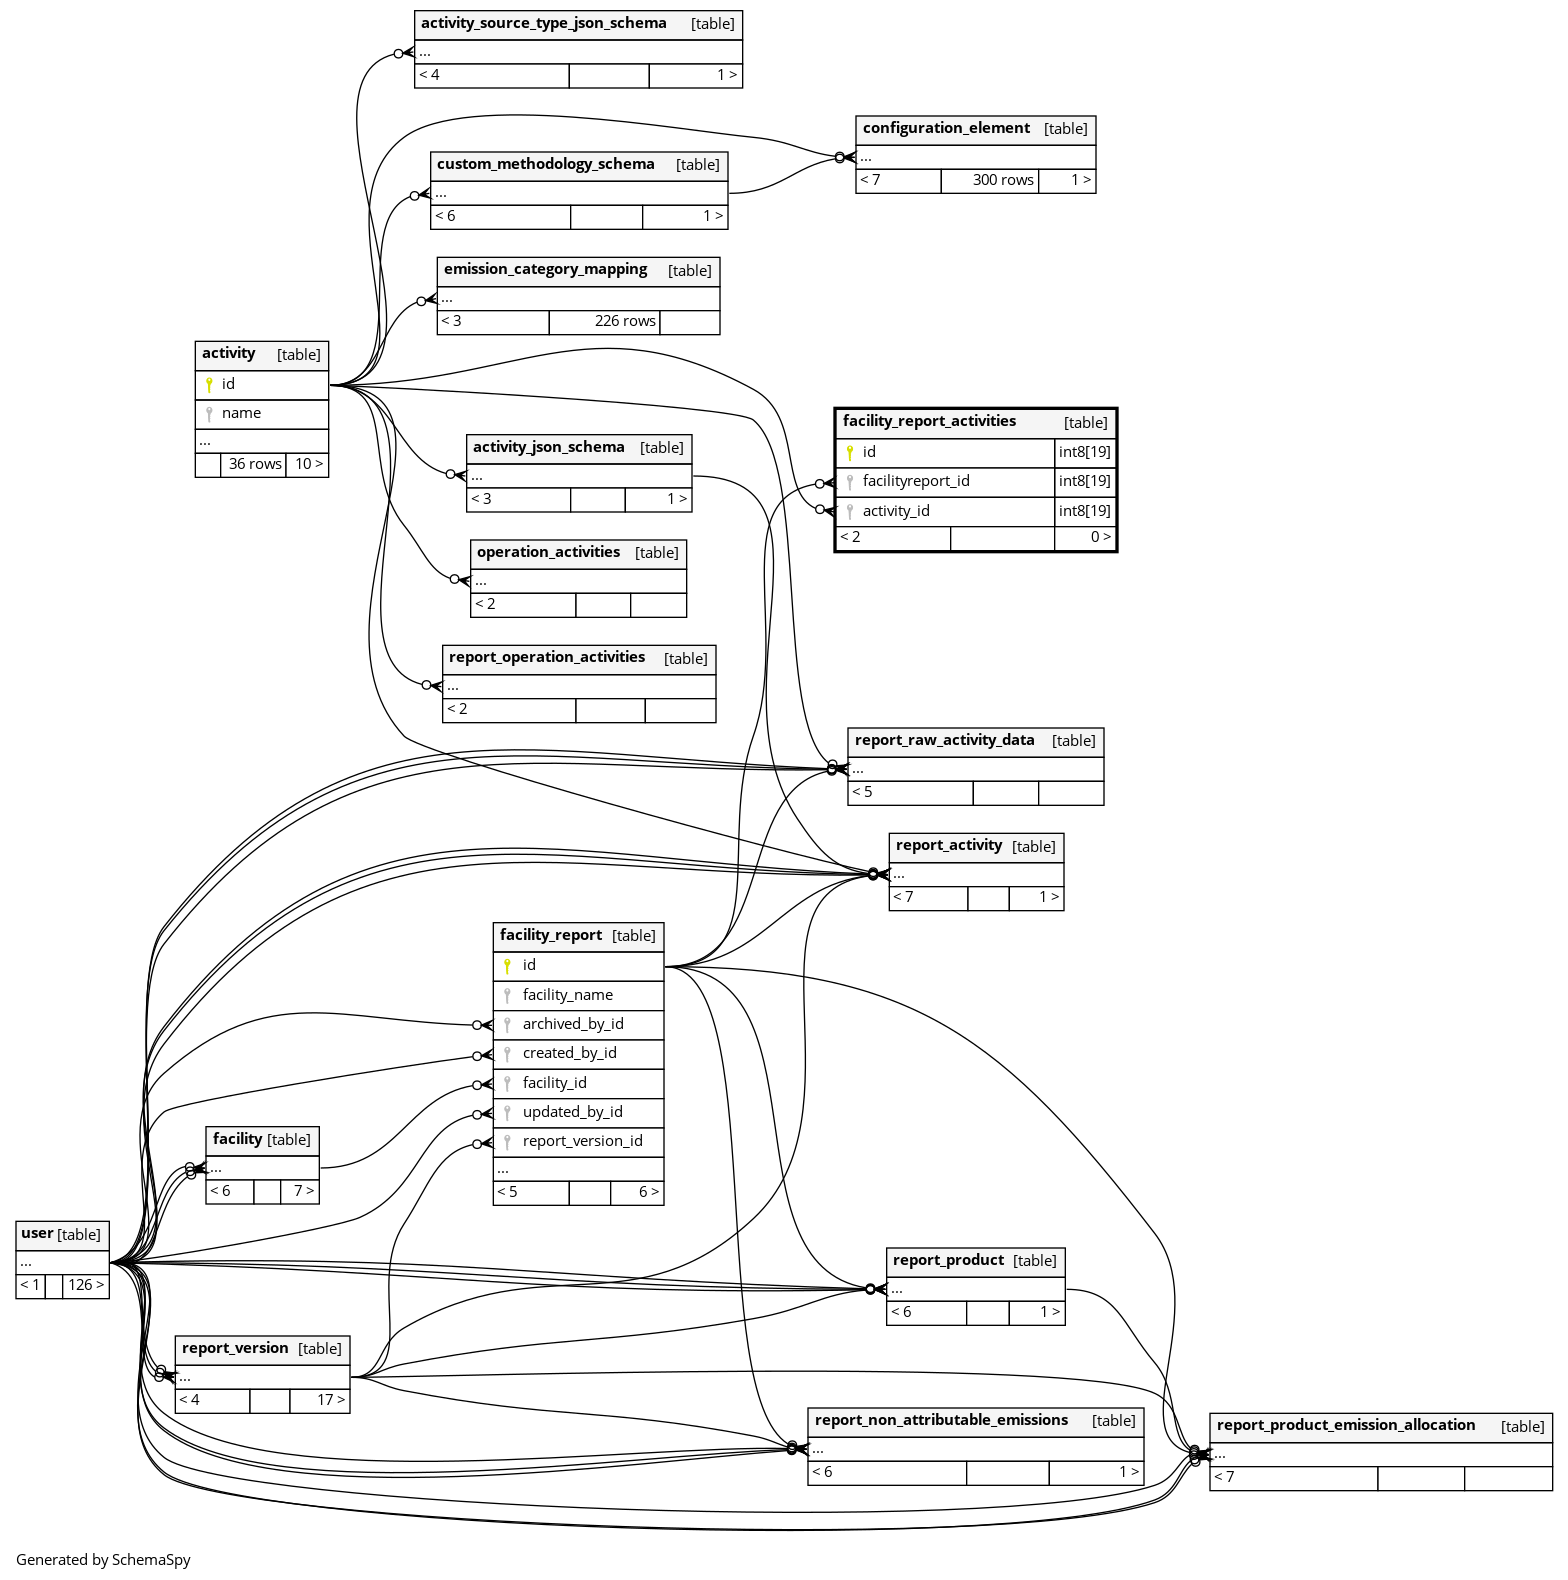 activity_source_type_json_schema [table]
...
< 4 1 >
configuration_element [table]
...
< 7 300 rows 1 >
custom_methodology_schema [table]
...
< 6 1 >
emission_category_mapping [table]
...
< 3 226 rows
activity [table]
id
name
...
36 rows 10 >
facility_report_activities [table]
id int8[19]
facilityreport_id int8[19]
activity_id int8[19]
< 2 0 >
activity_json_schema [table]
...
< 3 1 >
operation_activities [table]
...
< 2
report_operation_activities [table]
...
< 2
report_raw_activity_data [table]
...
< 5
report_activity [table]
...
< 7 1 >
facility_report [table]
id
facility_name
archived_by_id
created_by_id
facility_id
updated_by_id
report_version_id
...
< 5 6 >
facility [table]
...
< 6 7 >
user [table]
...
< 1 126 >
report_product [table]
...
< 6 1 >
report_version [table]
...
< 4 17 >
report_non_attributable_emissions [table]
...
< 6 1 >
report_product_emission_allocation [table]
...
< 7
Generated by SchemaSpy